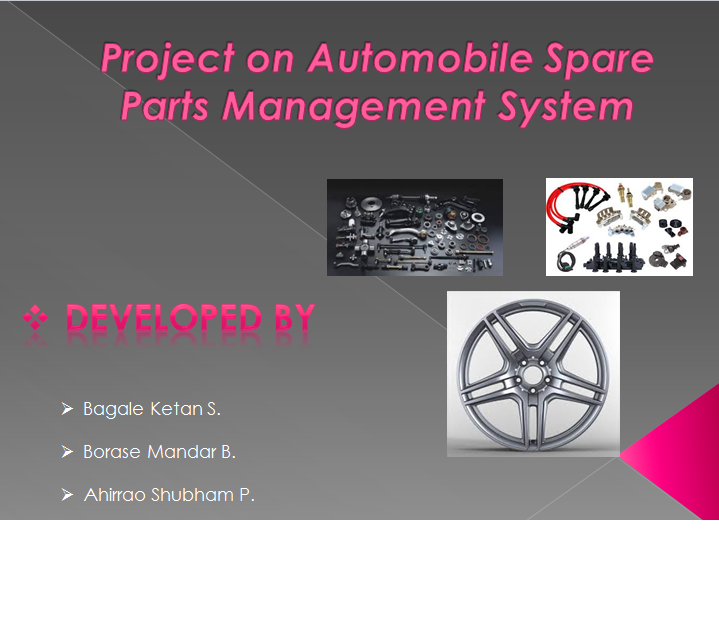 Project on Automobile Spare
Parts Management System
DEVELOPED BY
Bagale Ketan S.
Borase Mandar B.
Ahirrao Shubham P.